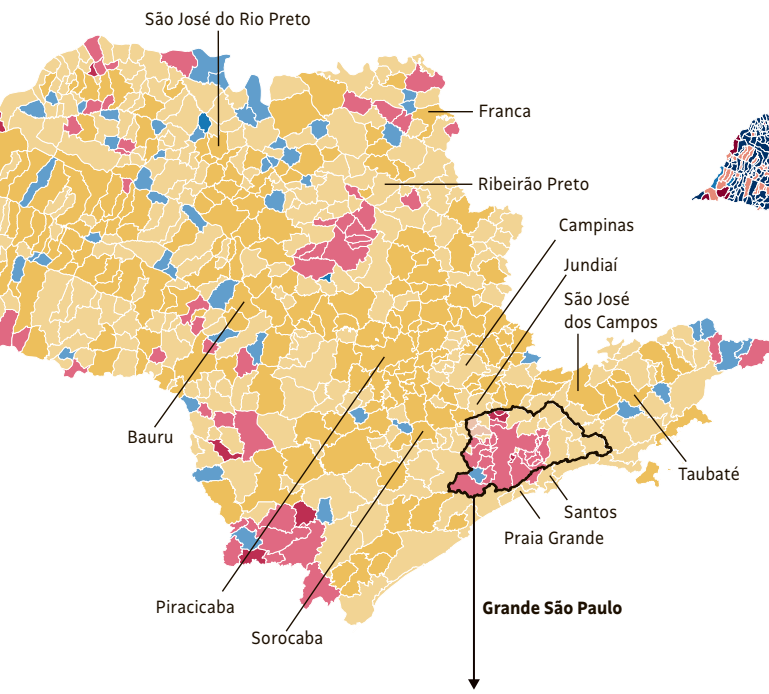 São José do Rio Preto
Franca
Ribeirão Preto
Campinas
Jundiaí
São José
dos Campos
Bauru
Taubaté
Santos
Praia Grande
Piracicaba
Grande São Paulo
Sorocaba